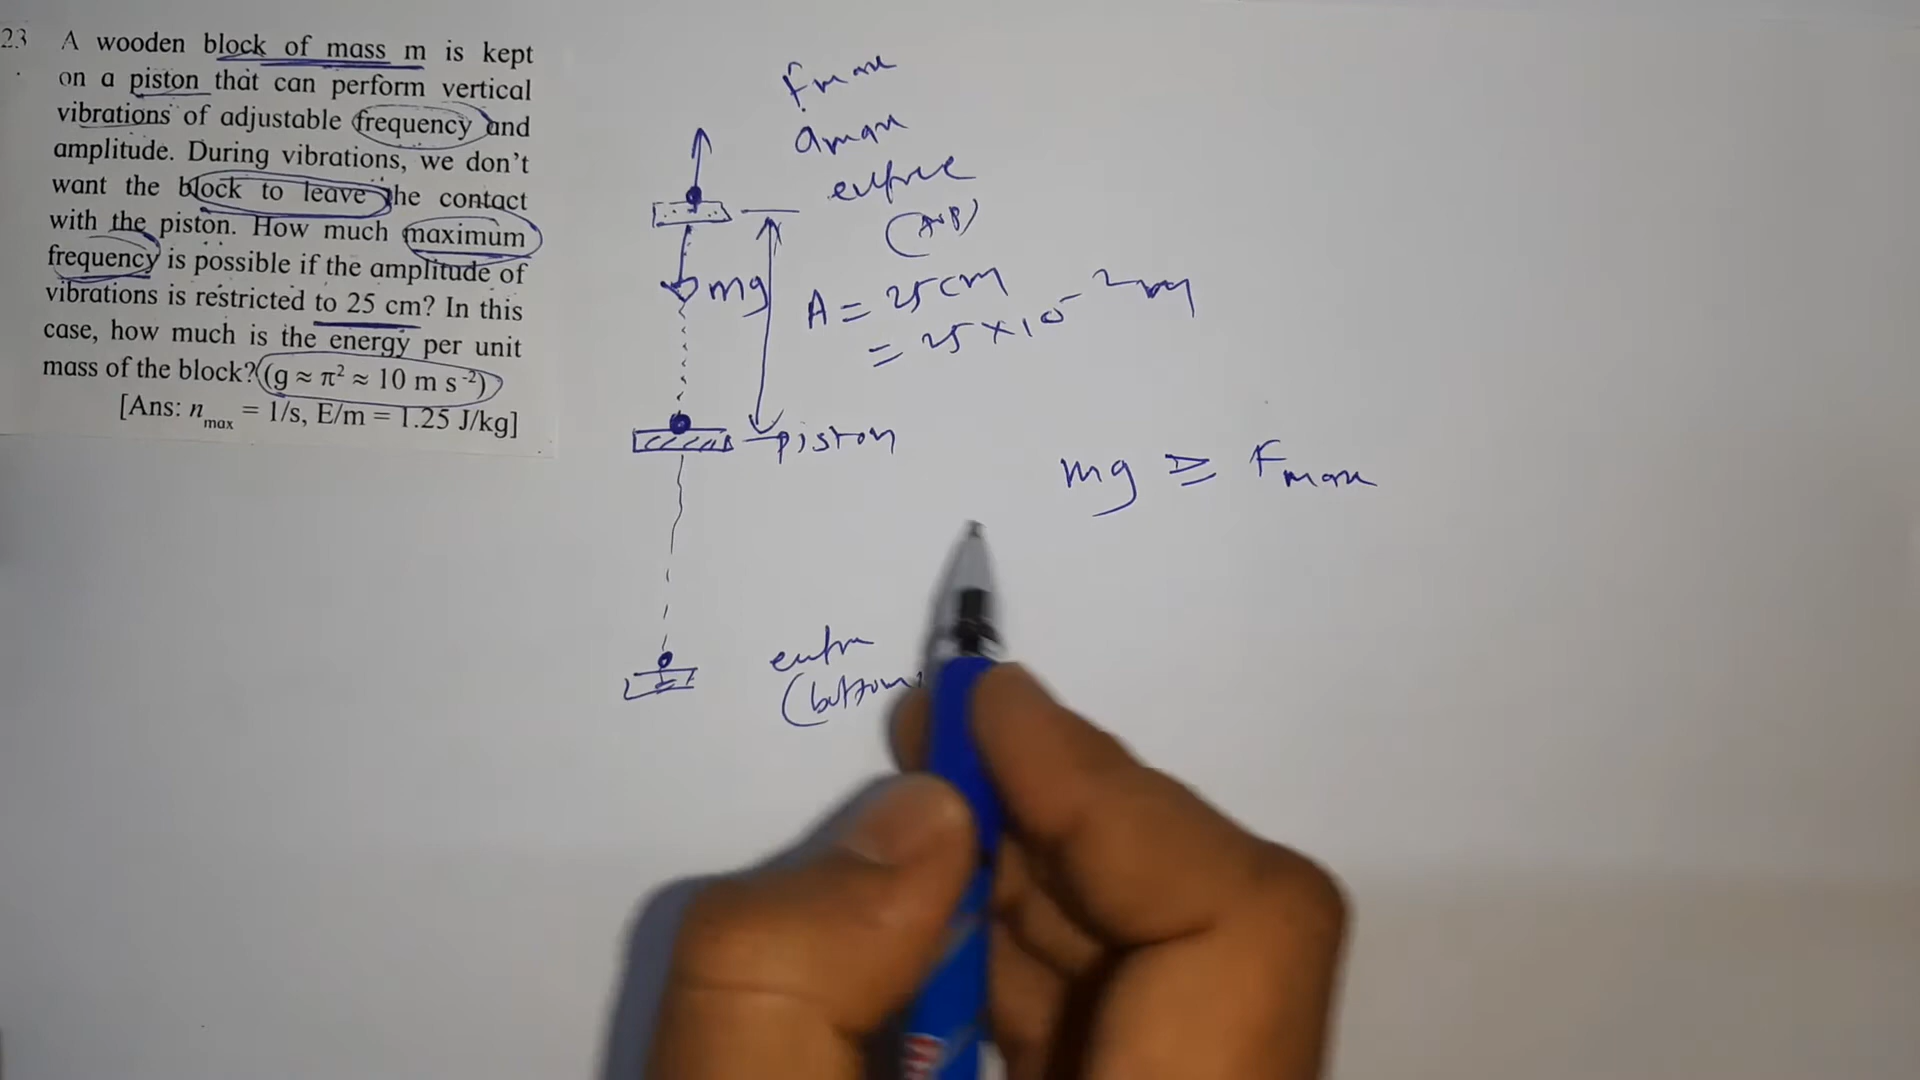 23 A wooden block of mass m is kept
on a piston that can perform vertical
vibrations of adjustable frequency and
amplitude. During vibrations, we don't
want the block to leave the contact
with the piston. How much maximum
frequency is possible if the amplitude of
vibrations is restricted to 25 cm? In this
case, how much is the energy per unit
mass of the block? (g ≈ π² ≈ 10 m s⁻²)
[Ans: n_max = 1/s, E/m = 1.25 J/kg]
Fmax
amax
mg
A = 25 cm
= 25 × 10⁻²
piston
mg ≥ Fmax
(bottom